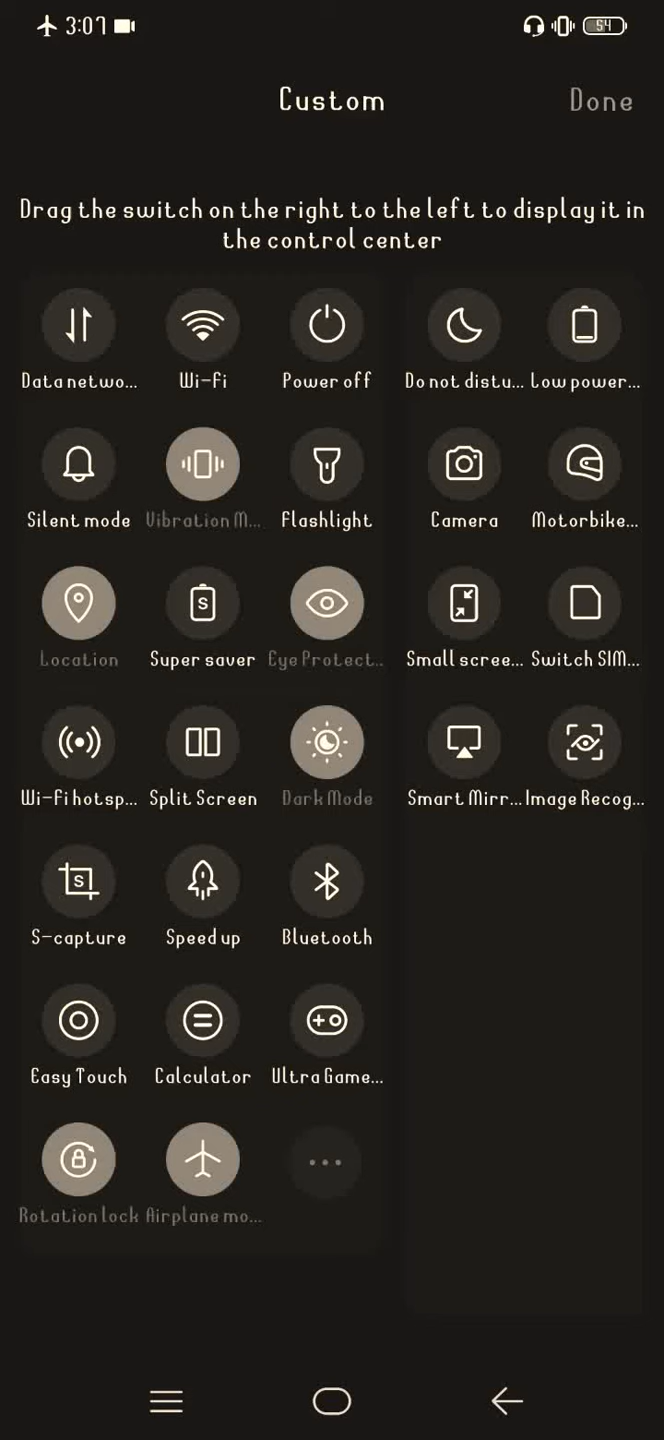 3:07
54
Custom
Done
Drag the switch on the right to the left to display it in
the control center
Data netwo...
Wi-Fi
Power off
Do not distu...
Low power...
Silent mode
Vibration M...
Flashlight
Camera
Motorbike...
Location
Super saver
Eye Protect...
Small scree...
Switch SIM...
Wi-Fi hotsp...
Split Screen
Dark Mode
Smart Mirr...
Image Recog...
S-capture
Speed up
Bluetooth
Easy Touch
Calculator
Ultra Game...
Rotation lock
Airplane mo...